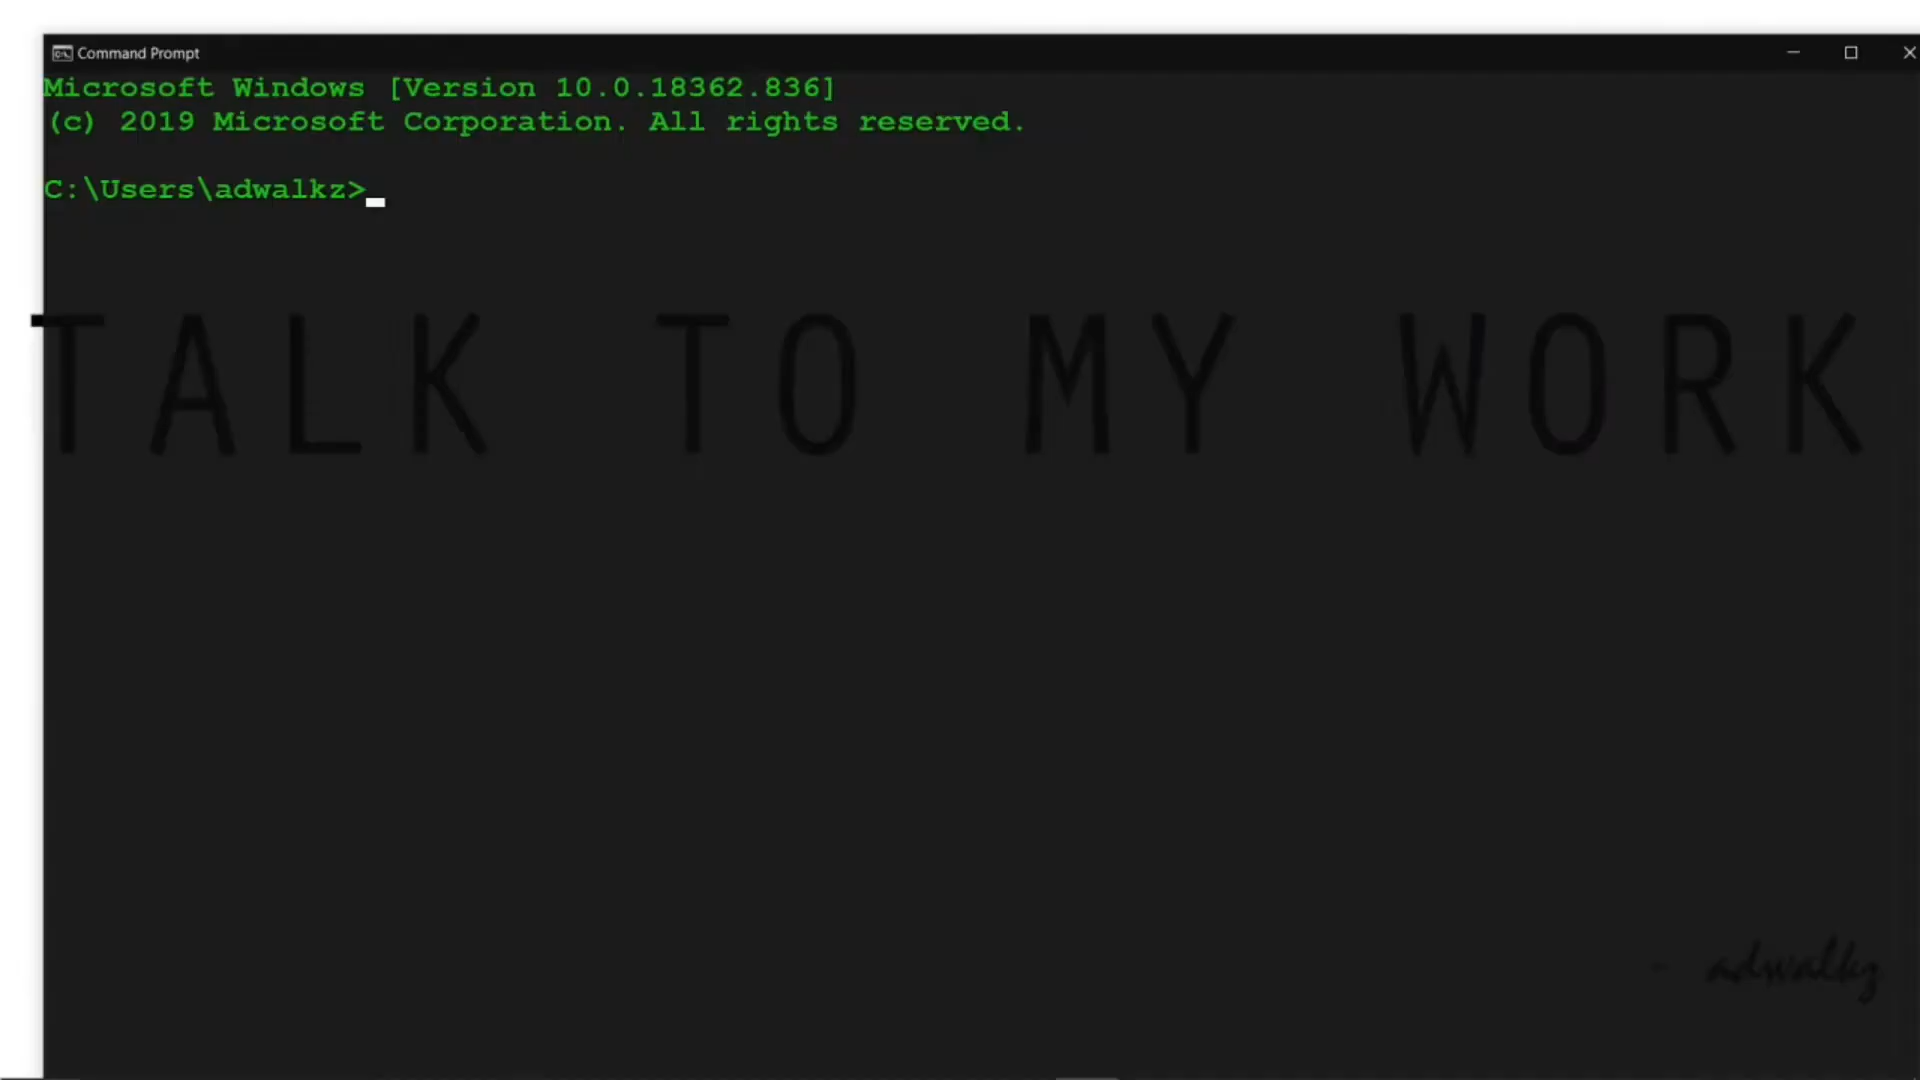 Command Prompt
Microsoft Windows [Version 10.0.18362.836]
(c) 2019 Microsoft Corporation. All rights reserved.
C:\Users\adwalkz>
TALK TO MY WORK
- adwalkz